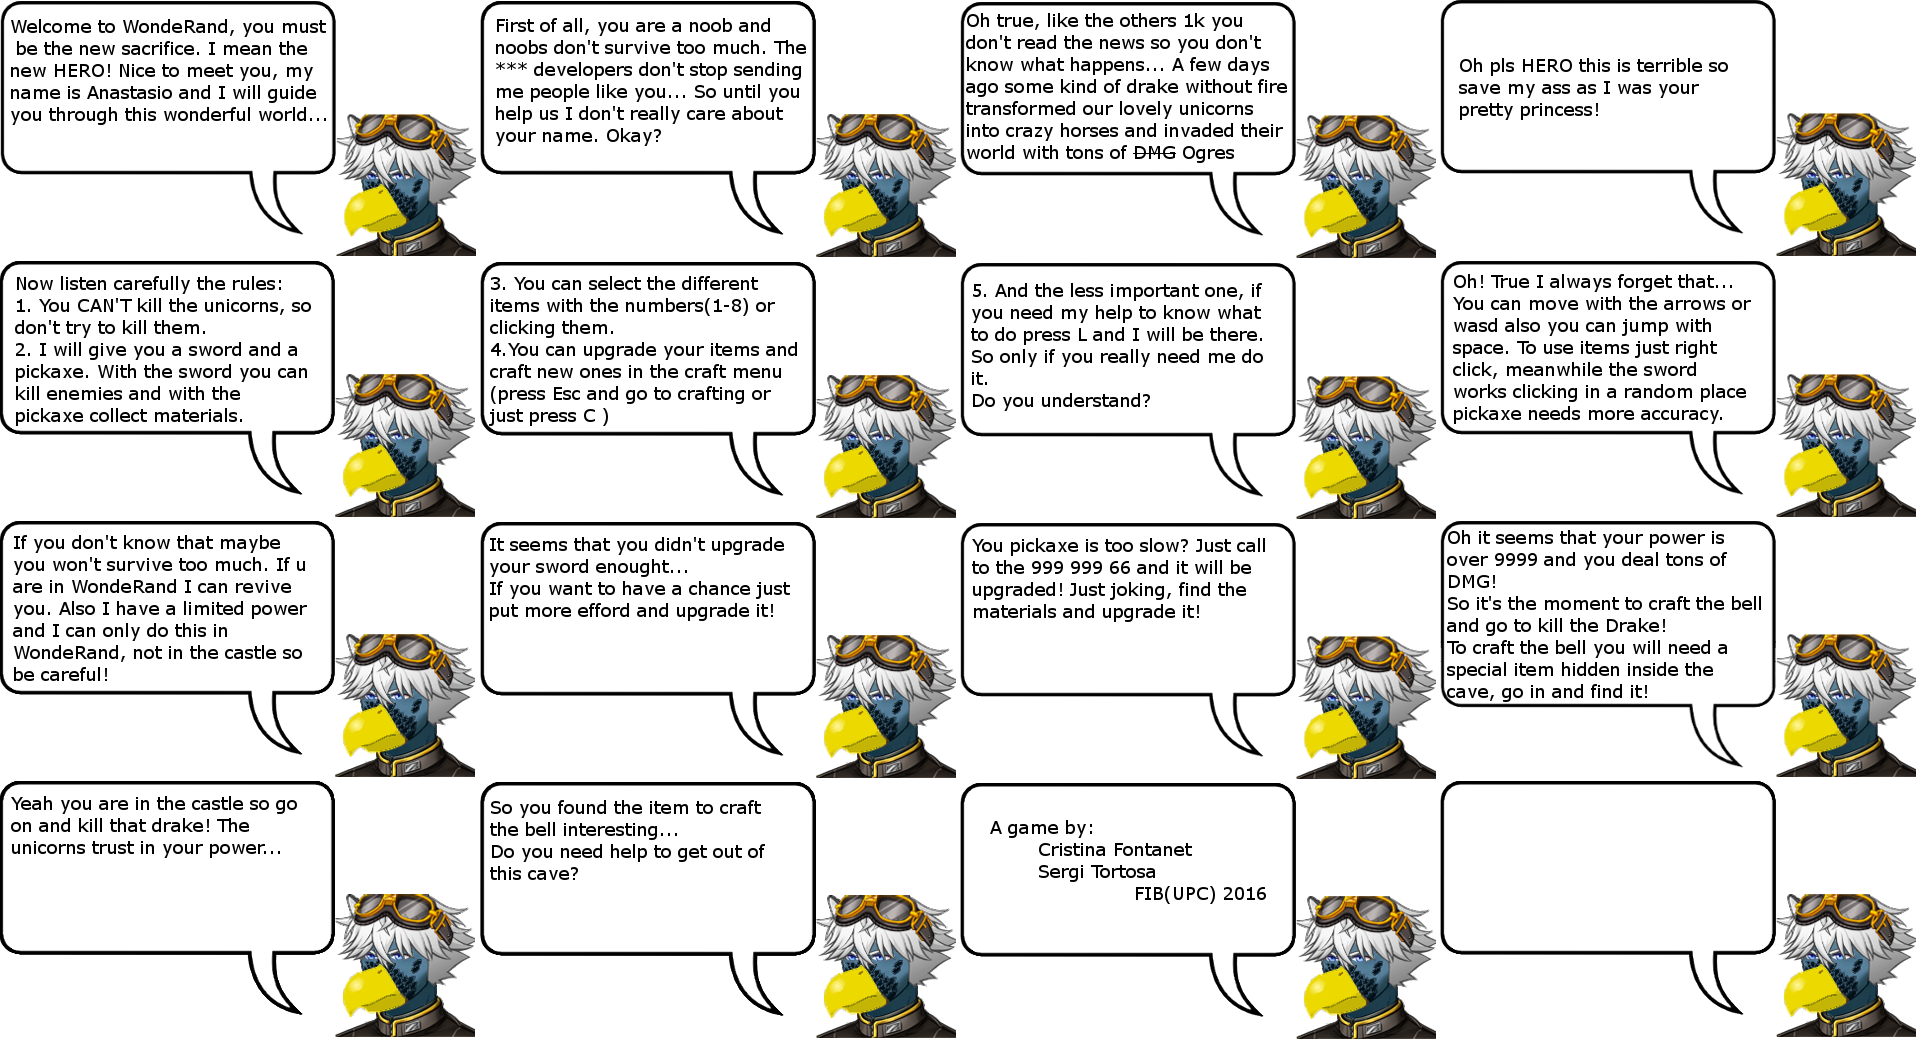 Welcome to WondeRand, you must
be the new sacrifice. I mean the
new HERO! Nice to meet you, my
name is Anastasio and I will guide
you through this wonderful world...
First of all, you are a noob and
noobs don't survive too much. The
*** developers don't stop sending
me people like you... So until you
help us I don't really care about
your name. Okay?
Oh true, like the others 1k you
don't read the news so you don't
know what happens... A few days
ago some kind of drake without fire
transformed our lovely unicorns
into crazy horses and invaded their
world with tons of DMG Ogres
Oh pls HERO this is terrible so
save my ass as I was your
pretty princess!
Now listen carefully the rules:
1. You CAN'T kill the unicorns, so
don't try to kill them.
2. I will give you a sword and a
pickaxe. With the sword you can
kill enemies and with the
pickaxe collect materials.
3. You can select the different
items with the numbers(1-8) or
clicking them.
4.You can upgrade your items and
craft new ones in the craft menu
(press Esc and go to crafting or
just press C )
5. And the less important one, if
you need my help to know what
to do press L and I will be there.
So only if you really need me do
it.
Do you understand?
Oh! True I always forget that...
You can move with the arrows or
wasd also you can jump with
space. To use items just right
click, meanwhile the sword
works clicking in a random place
pickaxe needs more accuracy.
If you don't know that maybe
you won't survive too much. If u
are in WondeRand I can revive
you. Also I have a limited power
and I can only do this in
WondeRand, not in the castle so
be careful!
It seems that you didn't upgrade
your sword enought...
If you want to have a chance just
put more efford and upgrade it!
You pickaxe is too slow? Just call
to the 999 999 66 and it will be
upgraded! Just joking, find the
materials and upgrade it!
Oh it seems that your power is
over 9999 and you deal tons of
DMG!
So it's the moment to craft the bell
and go to kill the Drake!
To craft the bell you will need a
special item hidden inside the
cave, go in and find it!
Yeah you are in the castle so go
on and kill that drake! The
unicorns trust in your power...
So you found the item to craft
the bell interesting...
Do you need help to get out of
this cave?
A game by:
Cristina Fontanet
Sergi Tortosa
FIB(UPC) 2016